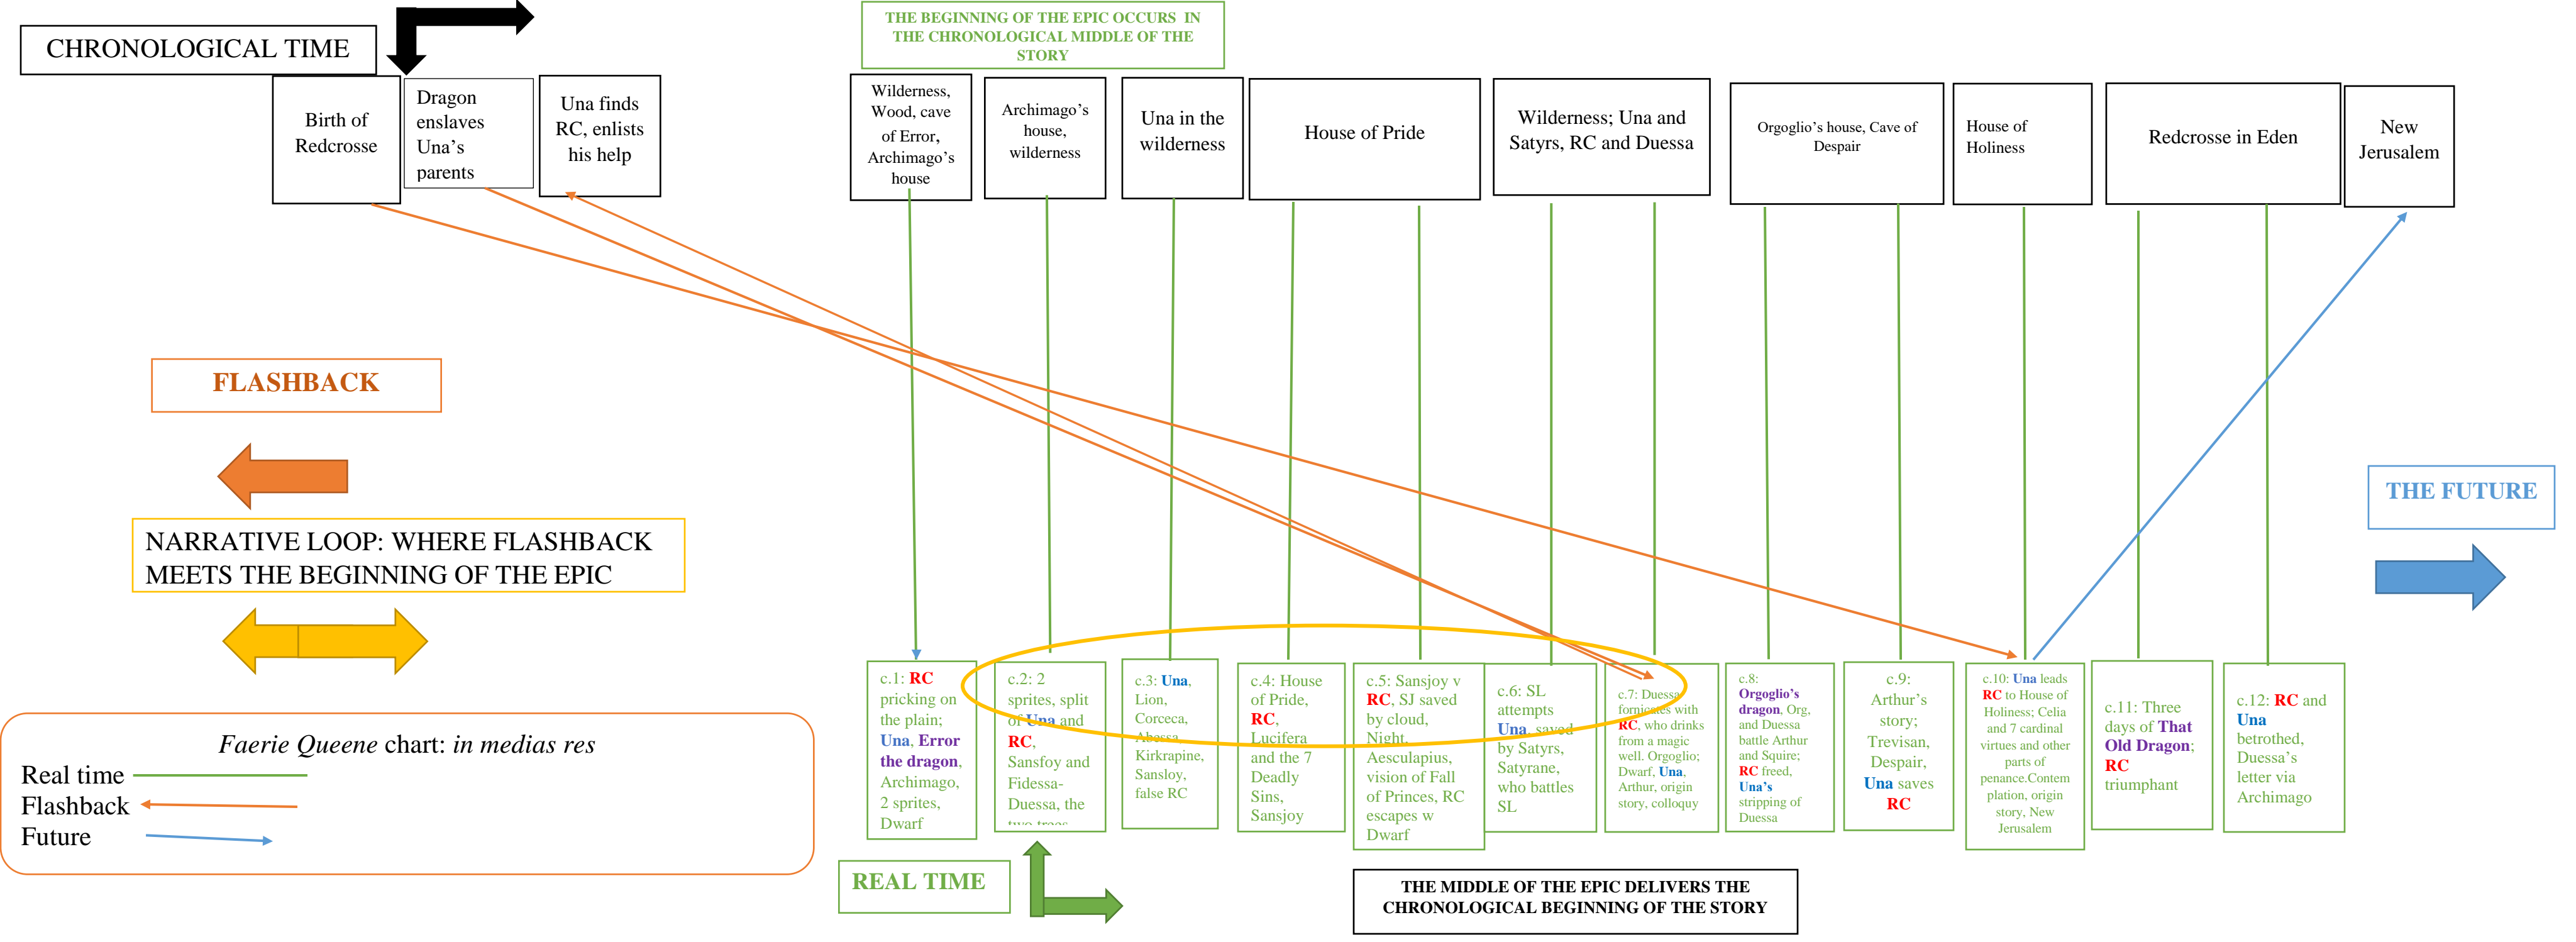 CHRONOLOGICAL TIME
THE BEGINNING OF THE EPIC OCCURS IN
THE CHRONOLOGICAL MIDDLE OF THE
STORY
Birth of
Redcrosse
Dragon
enslaves
Una’s
parents
Una finds
RC, enlists
his help
Wilderness,
Wood, cave
of Error,
Archimago’s
house
Archimago’s
house,
wilderness
Una in the
wilderness
House of Pride
Wilderness; Una and
Satyrs, RC and Duessa
Orgoglio’s house, Cave of
Despair
House of
Holiness
Redcrosse in Eden
New
Jerusalem
FLASHBACK
NARRATIVE LOOP: WHERE FLASHBACK
MEETS THE BEGINNING OF THE EPIC
THE FUTURE
Faerie Queene chart: in medias res
Real time
Flashback
Future
c.1: RC
pricking on
the plain;
Una, Error
the dragon,
Archimago,
2 sprites,
Dwarf
c.2: 2
sprites, split
of Una and
RC,
Sansfoy and
Fidessa-
Duessa, the
two trees
c.3: Una,
Lion,
Corceca,
Abessa,
Kirkrapine,
Sansloy,
false RC
c.4: House
of Pride,
RC,
Lucifera
and the 7
Deadly
Sins,
Sansjoy
c.5: Sansjoy v
RC, SJ saved
by cloud,
Night,
Aesculapius,
vision of Fall
of Princes, RC
escapes w
Dwarf
c.6: SL
attempts
Una, saved
by Satyrs,
Satyrane,
who battles
SL
c.7: Duessa
fornicates with
RC, who drinks
from a magic
well. Orgoglio;
Dwarf, Una,
Arthur, origin
story, colloquy
c.8:
Orgoglio’s
dragon, Org,
and Duessa
battle Arthur
and Squire;
RC freed,
Una’s
stripping of
Duessa
c.9:
Arthur’s
story;
Trevisan,
Despair,
Una saves
RC
c.10: Una leads
RC to House of
Holiness; Celia
and 7 cardinal
virtues and other
parts of
penance.Contem
plation, origin
story, New
Jerusalem
c.11: Three
days of That
Old Dragon;
RC
triumphant
c.12: RC and
Una
betrothed,
Duessa’s
letter via
Archimago
REAL TIME
THE MIDDLE OF THE EPIC DELIVERS THE
CHRONOLOGICAL BEGINNING OF THE STORY